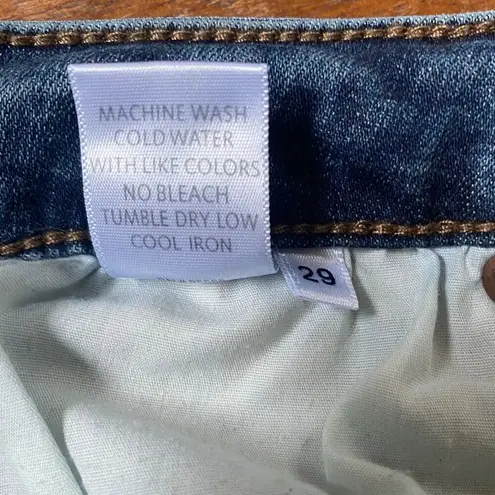 MACHINE WASH
COLD WATER
WITH LIKE COLORS
NO BLEACH
TUMBLE DRY LOW
COOL IRON
29